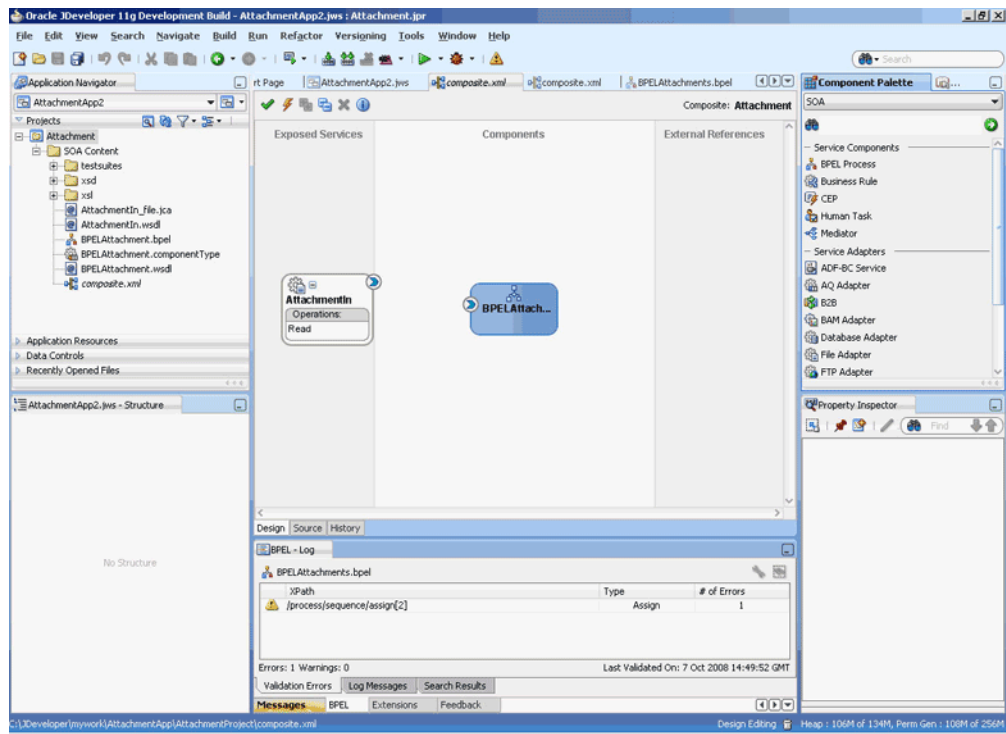 Oracle JDeveloper 11g Development Build - AttachmentApp2.jws : Attachment.jpr
File Edit View Search Navigate Build Run Refactor Versioning Tools Window Help
Search
Application Navigator
rt Page AttachmentApp2.jws composite.xml composite.xml BPELAttachments.bpel
Component Palette
AttachmentApp2
Composite: Attachment
SOA
Projects
Attachment
SOA Content
testsuites
xsd
xsl
AttachmentIn_file.jca
AttachmentIn.wsdl
BPELAttachment.bpel
BPELAttachment.componentType
BPELAttachment.wsdl
composite.xml
Application Resources
Data Controls
Recently Opened Files
Exposed Services Components External References
AttachmentIn
Operations:
Read
BPELAttach...
Service Components
BPEL Process
Business Rule
CEP
Human Task
Mediator
Service Adapters
ADF-BC Service
AQ Adapter
B2B
BAM Adapter
Database Adapter
File Adapter
FTP Adapter
AttachmentApp2.jws - Structure
No Structure
Property Inspector
Find
Design Source History
BPEL - Log
BPELAttachments.bpel
XPath Type # of Errors
/process/sequence/assign[2] Assign 1
Errors: 1 Warnings: 0 Last Validated On: 7 Oct 2008 14:49:52 GMT
Validation Errors Log Messages Search Results
Messages BPEL Extensions Feedback
C:\JDeveloper\mywork\AttachmentApp\AttachmentProject\composite.xml Design Editing Heap : 106M of 134M, Perm Gen : 108M of 256M